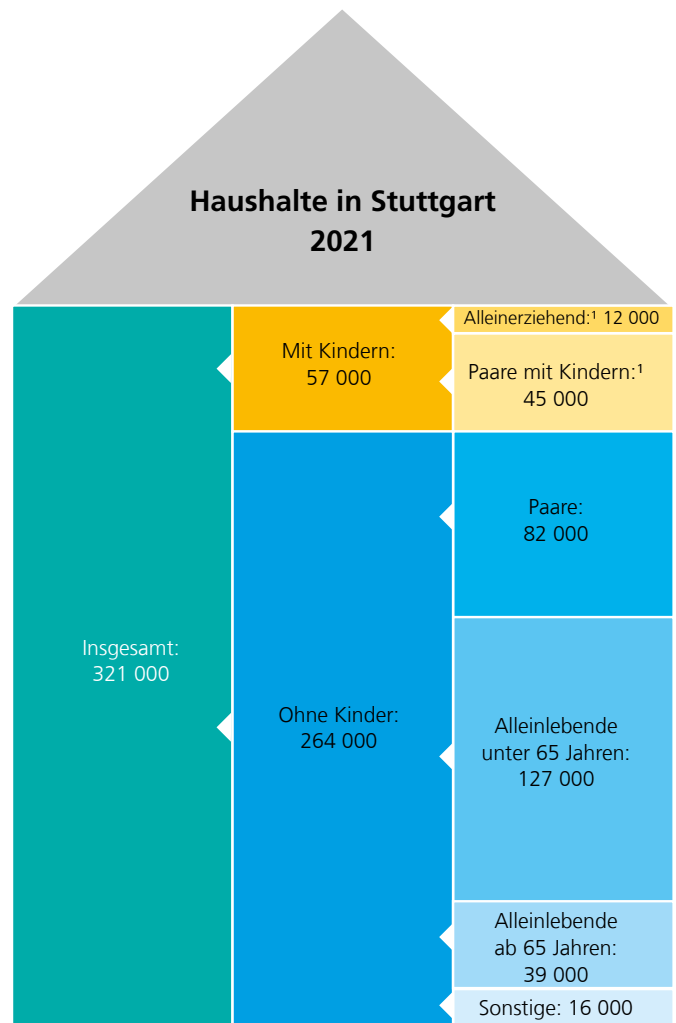 Haushalte in Stuttgart
2021
Insgesamt:
321 000
Mit Kindern:
57 000
Ohne Kinder:
264 000
Alleinerziehend:¹ 12 000
Paare mit Kindern:¹
45 000
Paare:
82 000
Alleinlebende
unter 65 Jahren:
127 000
Alleinlebende
ab 65 Jahren:
39 000
Sonstige: 16 000